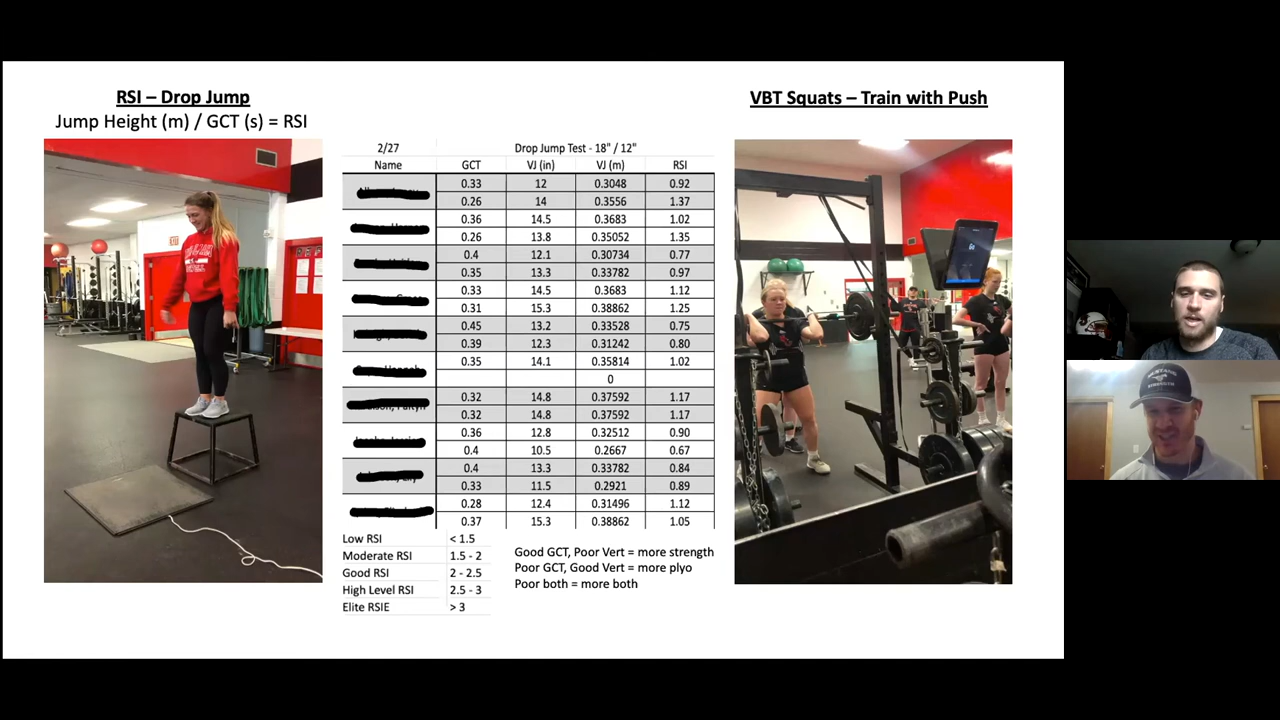 RSI – Drop Jump
Jump Height (m) / GCT (s) = RSI
VBT Squats – Train with Push
2/27 Drop Jump Test - 18" / 12"
Name GCT VJ (in) VJ (m) RSI
0.33 12 0.3048 0.92
0.26 14 0.3556 1.37
0.36 14.5 0.3683 1.02
0.26 13.8 0.35052 1.35
0.4 12.1 0.30734 0.77
0.35 13.3 0.33782 0.97
0.33 14.5 0.3683 1.12
0.31 15.3 0.38862 1.25
0.45 13.2 0.33528 0.75
0.39 12.3 0.31242 0.80
0.35 14.1 0.35814 1.02
0
0.32 14.8 0.37592 1.17
0.32 14.8 0.37592 1.17
0.36 12.8 0.32512 0.90
0.4 10.5 0.2667 0.67
0.4 13.3 0.33782 0.84
0.33 11.5 0.2921 0.89
0.28 12.4 0.31496 1.12
0.37 15.3 0.38862 1.05
Low RSI < 1.5
Moderate RSI 1.5 - 2
Good RSI 2 - 2.5
High Level RSI 2.5 - 3
Elite RSIE > 3
Good GCT, Poor Vert = more strength
Poor GCT, Good Vert = more plyo
Poor both = more both
MUSTANG
STRENGTH